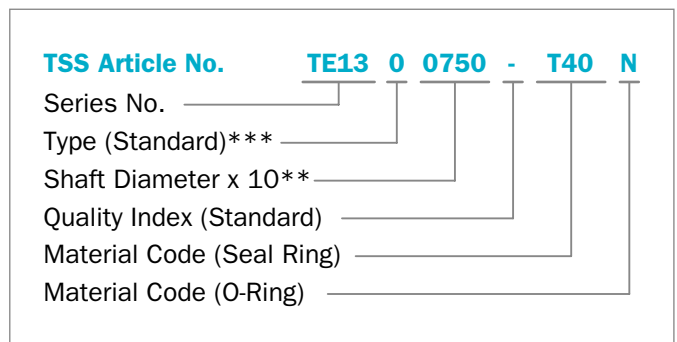 TSS Article No. TE13 0 0750 - T40 N
Series No.
Type (Standard)***
Shaft Diameter x 10**
Quality Index (Standard)
Material Code (Seal Ring)
Material Code (O-Ring)